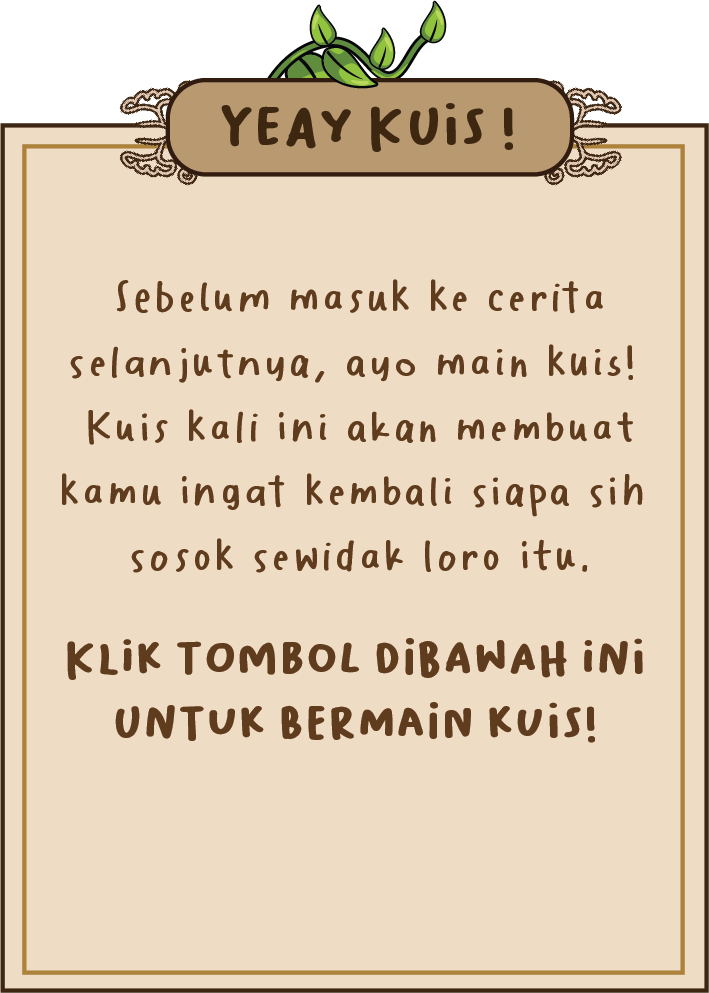 YEAY KUiS !
Sebelum masuk ke cerita
selanjutnya, ayo main kuis!
Kuis kali ini akan membuat
kamu ingat kembali siapa sih
sosok sewidak loro itu.
KLiK TOMBOL DiBAWAH iNi
UNTUK BERMAiN KUiS!